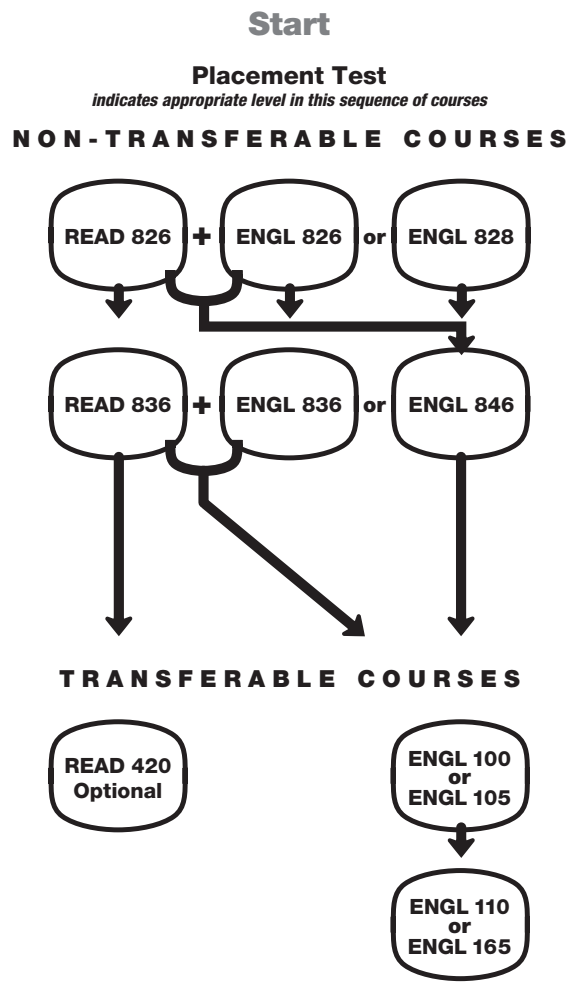 Start
Placement Test
indicates appropriate level in this sequence of courses
NON-TRANSFERABLE COURSES
READ 826 + ENGL 826 or ENGL 828
READ 836 + ENGL 836 or ENGL 846
TRANSFERABLE COURSES
READ 420
Optional
ENGL 100
or
ENGL 105
ENGL 110
or
ENGL 165